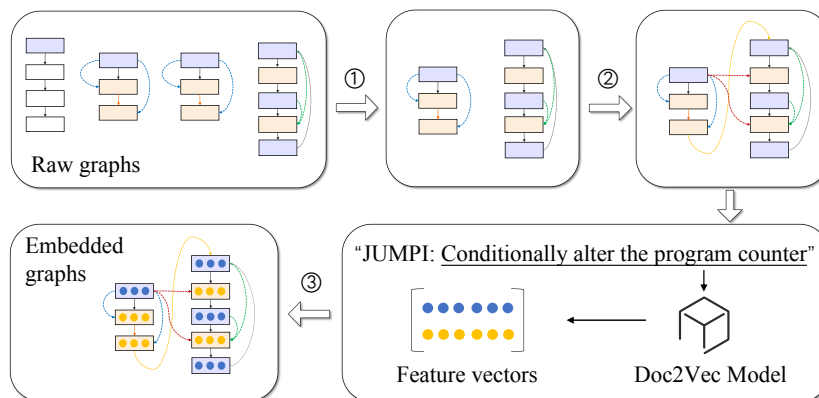 ①
②
Raw graphs
Embedded
graphs
③
“JUMPI: Conditionally alter the program counter”
Feature vectors
Doc2Vec Model